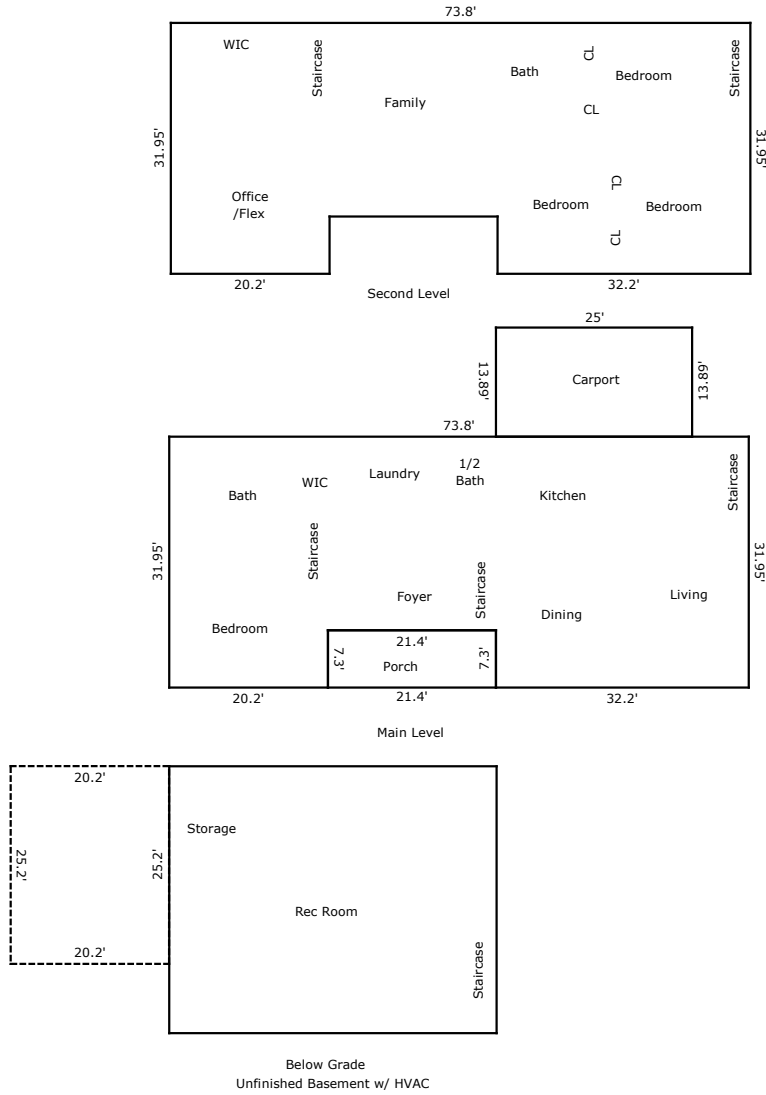 73.8'
WIC
Staircase
Family
Bath
CL
Bedroom
Staircase
CL
31.95'
31.95'
Office
/Flex
CL
Bedroom
Bedroom
CL
20.2'
32.2'
Second Level
25'
13.89'
Carport
13.89'
73.8'
Bath
WIC
Laundry
1/2
Bath
Kitchen
Staircase
31.95'
Staircase
31.95'
Foyer
Staircase
Dining
Living
Bedroom
21.4'
7.3'
Porch
7.3'
20.2'
21.4'
32.2'
Main Level
20.2'
Storage
25.2'
25.2'
Rec Room
20.2'
Staircase
Below Grade
Unfinished Basement w/ HVAC